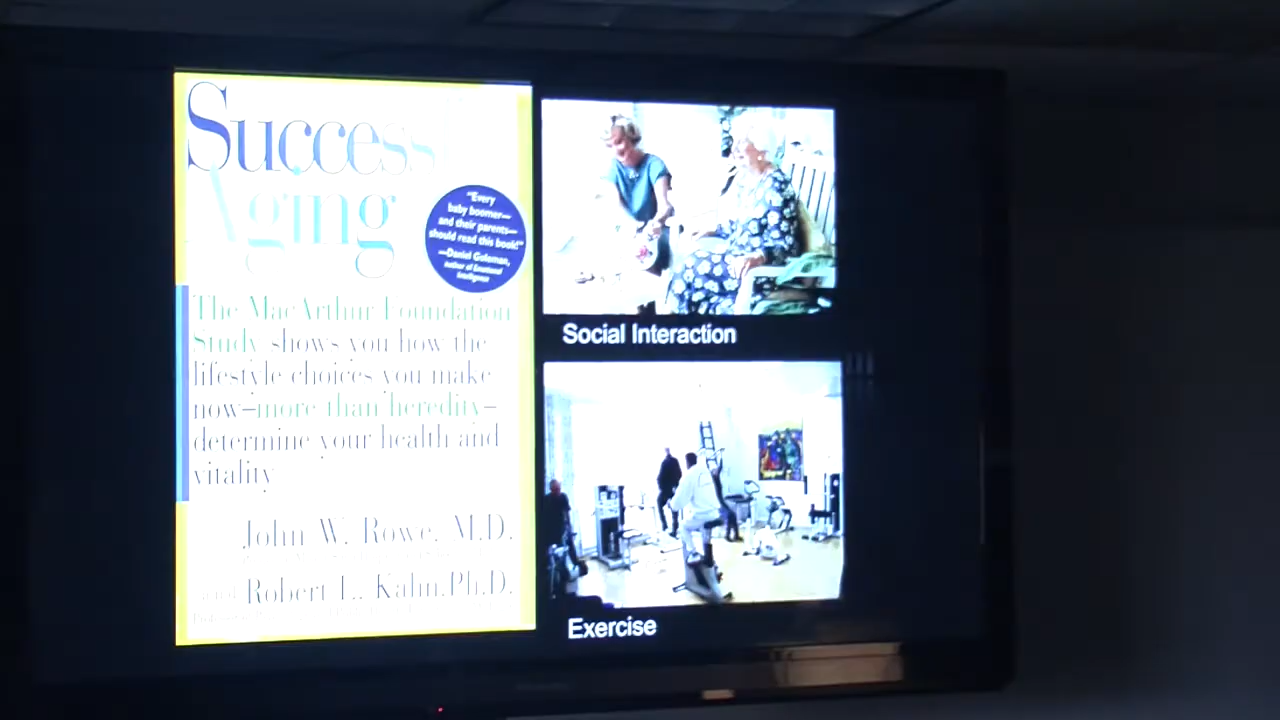 Success
Aging
"Every
baby boomer—
and their parents—
should read this book!"
—Daniel Goleman,
Author of Emotional
Intelligence
The MacArthur Foundation
Study shows you how the
lifestyle choices you make
now—more than heredity—
determine your health and
vitality
John W. Rowe, M.D.
Robert L. Kahn, Ph.D.
Social Interaction
Exercise